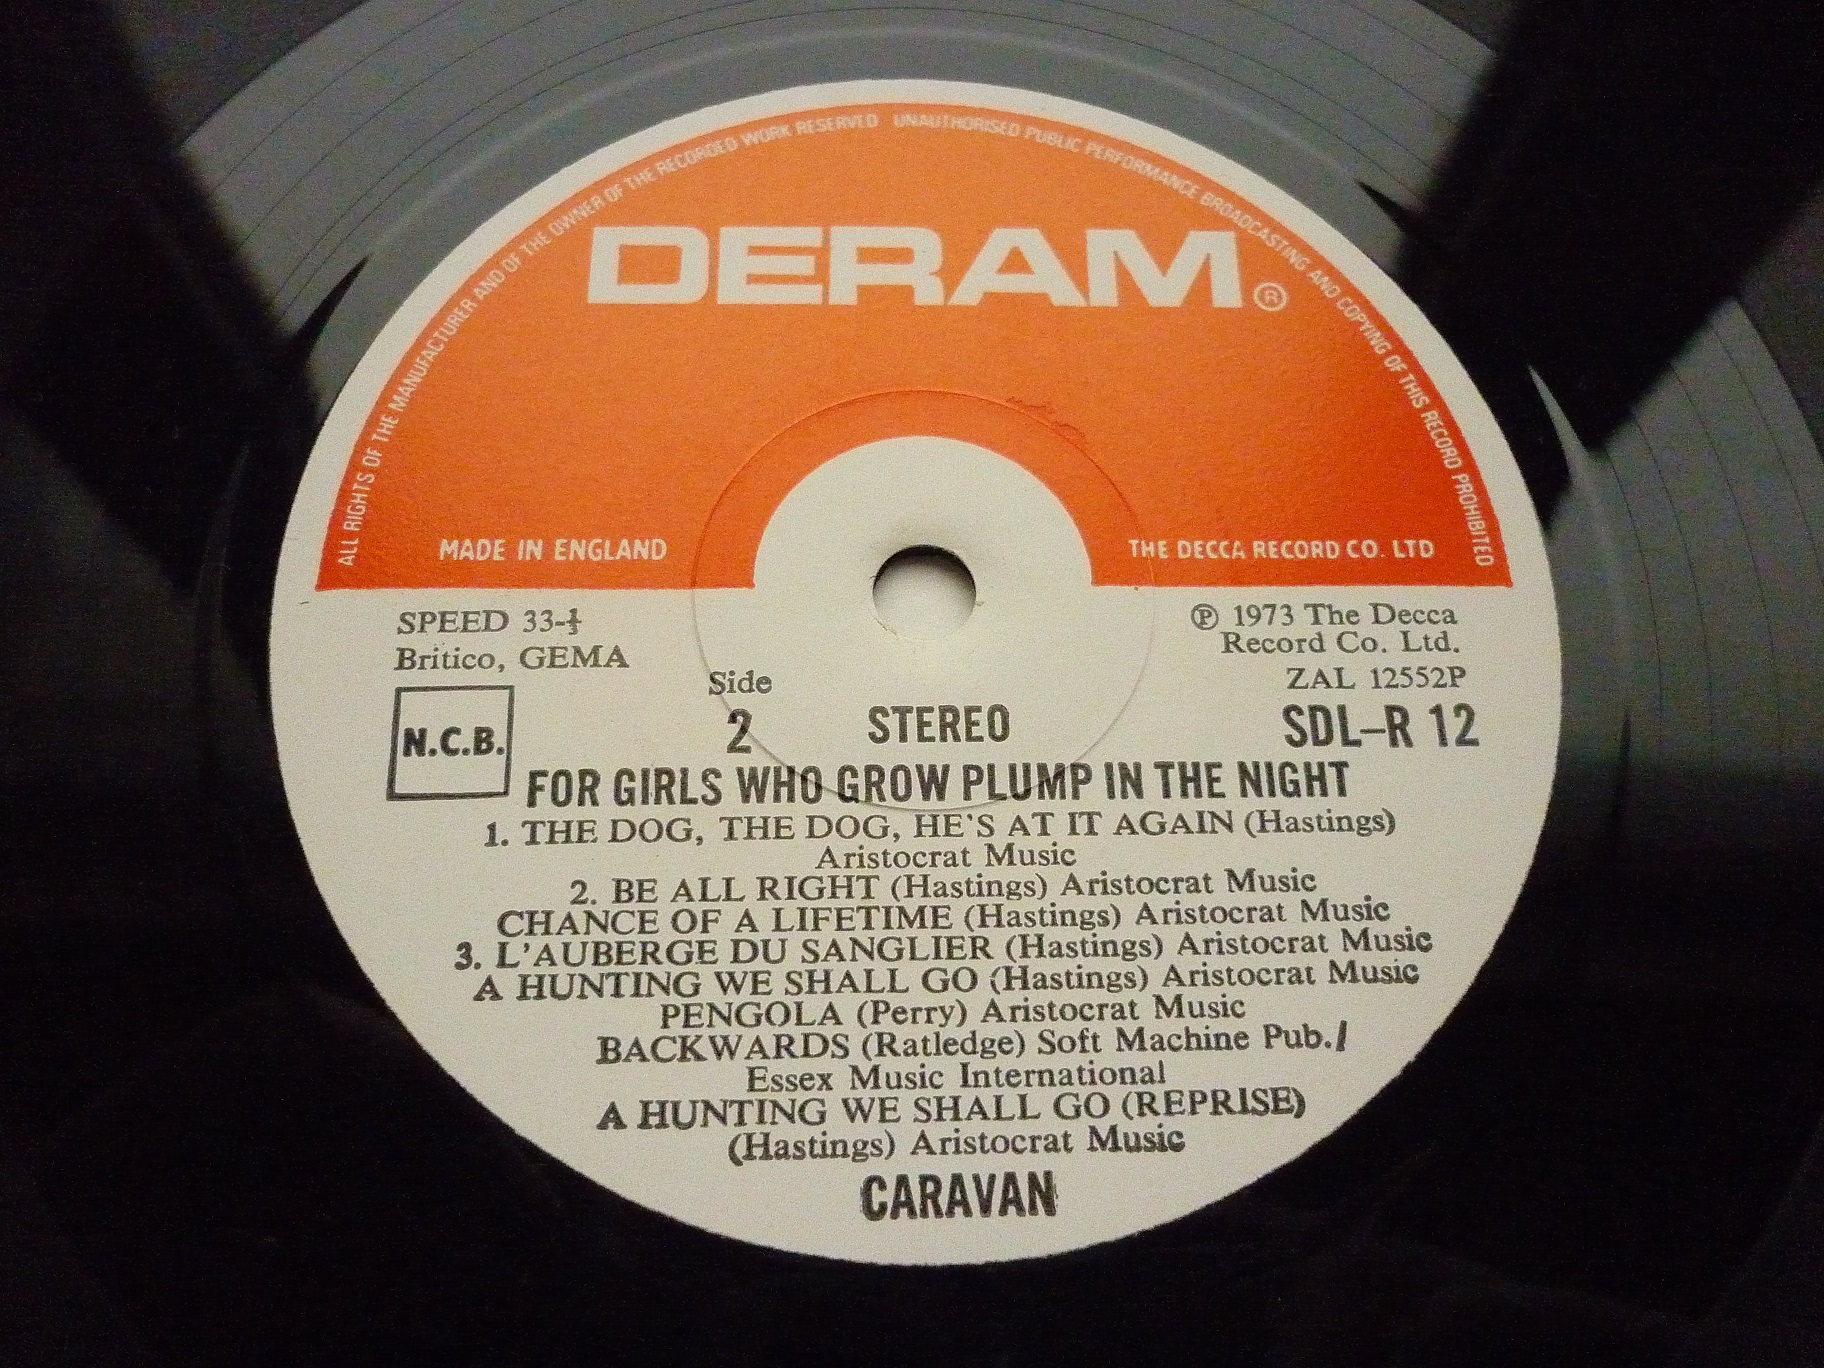 ALL RIGHTS OF THE MANUFACTURER AND OF THE OWNER OF THE RECORDED WORK RESERVED UNAUTHORISED PUBLIC PERFORMANCE BROADCASTING AND COPYING OF THIS RECORD PROHIBITED
DERAM ®
MADE IN ENGLAND
THE DECCA RECORD CO. LTD
SPEED 33-⅓
Britico, GEMA
N.C.B.
Side
2
STEREO
℗ 1973 The Decca
Record Co. Ltd.
ZAL 12552P
SDL–R 12
FOR GIRLS WHO GROW PLUMP IN THE NIGHT
1. THE DOG, THE DOG, HE'S AT IT AGAIN (Hastings)
Aristocrat Music
2. BE ALL RIGHT (Hastings) Aristocrat Music
CHANCE OF A LIFETIME (Hastings) Aristocrat Music
3. L'AUBERGE DU SANGLIER (Hastings) Aristocrat Music
A HUNTING WE SHALL GO (Hastings) Aristocrat Music
PENGOLA (Perry) Aristocrat Music
BACKWARDS (Ratledge) Soft Machine Pub./
Essex Music International
A HUNTING WE SHALL GO (REPRISE)
(Hastings) Aristocrat Music
CARAVAN